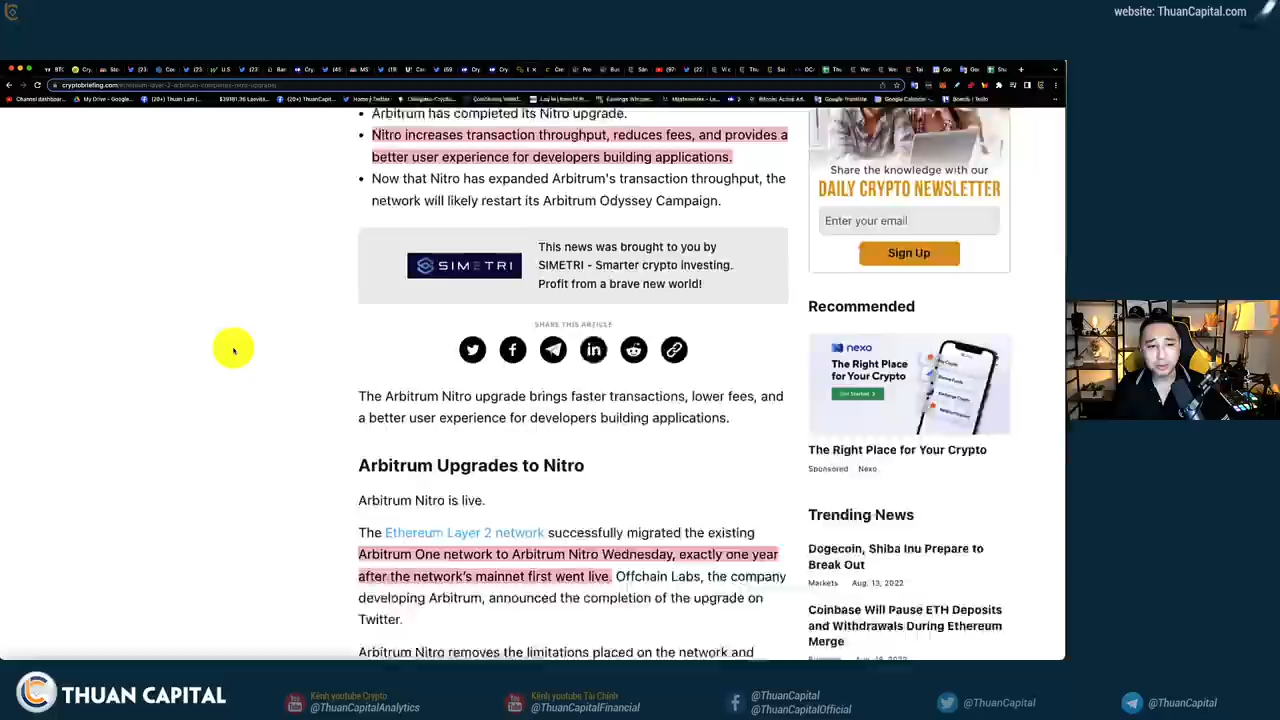 website: ThuanCapital.com
Arbitrum has completed its Nitro upgrade.
Nitro increases transaction throughput, reduces fees, and provides a
better user experience for developers building applications.
Now that Nitro has expanded Arbitrum's transaction throughput, the
network will likely restart its Arbitrum Odyssey Campaign.
SIMETRI
This news was brought to you by
SIMETRI - Smarter crypto investing.
Profit from a brave new world!
SHARE THIS ARTICLE
The Arbitrum Nitro upgrade brings faster transactions, lower fees, and
a better user experience for developers building applications.
Arbitrum Upgrades to Nitro
Arbitrum Nitro is live.
The Ethereum Layer 2 network successfully migrated the existing
Arbitrum One network to Arbitrum Nitro Wednesday, exactly one year
after the network's mainnet first went live. Offchain Labs, the company
developing Arbitrum, announced the completion of the upgrade on
Twitter.
Arbitrum Nitro removes the limitations placed on the network and
Share the knowledge with our
DAILY CRYPTO NEWSLETTER
Enter your email
Sign Up
Recommended
nexo
The Right Place
for Your Crypto
Get Started >
The Right Place for Your Crypto
Sponsored Nexo
Trending News
Dogecoin, Shiba Inu Prepare to
Break Out
Markets Aug. 13, 2022
Coinbase Will Pause ETH Deposits
and Withdrawals During Ethereum
Merge
THUAN CAPITAL
Kênh youtube Crypto
@ThuanCapitalAnalytics
Kênh youtube Tài Chính
@ThuanCapitalFinancial
@ThuanCapital
@ThuanCapitalOfficial
@ThuanCapital
@ThuanCapital